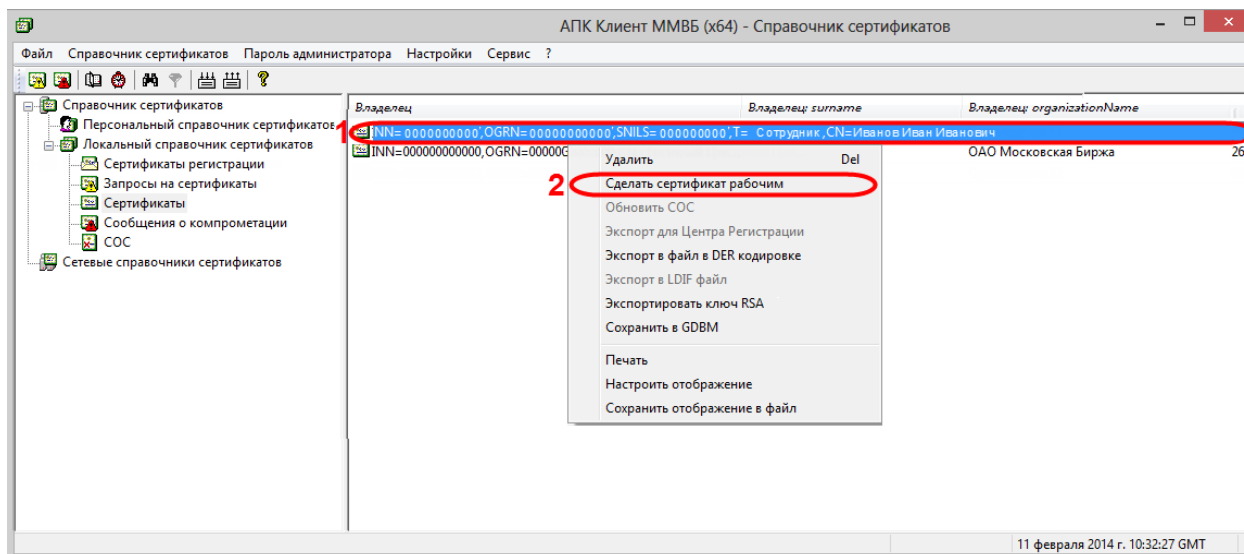 АПК Клиент ММВБ (x64) - Справочник сертификатов
Файл Справочник сертификатов Пароль администратора Настройки Сервис ?
Справочник сертификатов
Персональный справочник сертификатов
Локальный справочник сертификатов
Сертификаты регистрации
Запросы на сертификаты
Сертификаты
Сообщения о компрометации
СОС
Сетевые справочники сертификатов
Владелец Владелец: surname Владелец: organizationName
1 INN= 0000000000',OGRN= 00000000000',SNILS= 000000000',T= Сотрудник ,CN=Иванов Иван Иванович
INN=000000000000,OGRN=00000 ОАО Московская Биржа 26
Удалить Del
2 Сделать сертификат рабочим
Обновить СОС
Экспорт для Центра Регистрации
Экспорт в файл в DER кодировке
Экспорт в LDIF файл
Экспортировать ключ RSA
Сохранить в GDBM
Печать
Настроить отображение
Сохранить отображение в файл
11 февраля 2014 г. 10:32:27 GMT